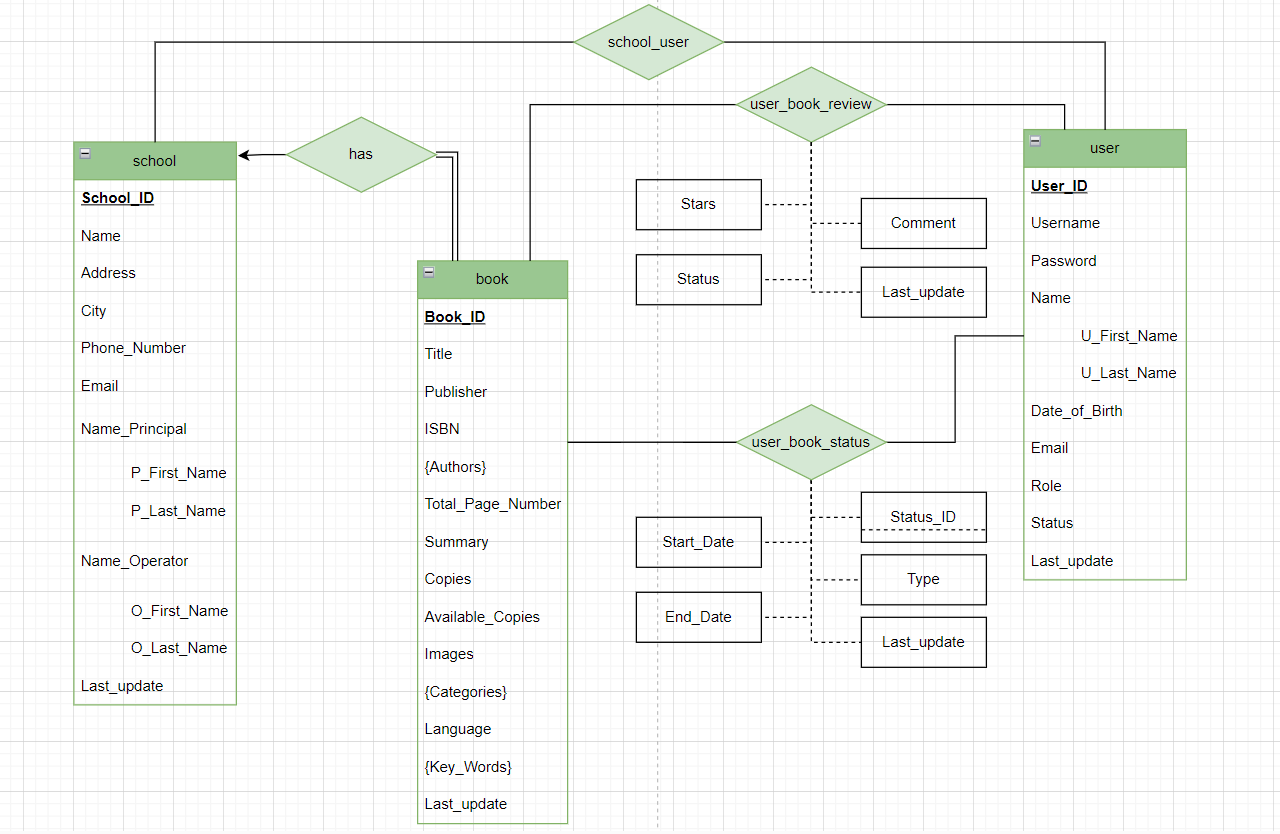 school_user
user_book_review
has
school
School_ID
Name
Address
City
Phone_Number
Email
Name_Principal
P_First_Name
P_Last_Name
Name_Operator
O_First_Name
O_Last_Name
Last_update
book
Book_ID
Title
Publisher
ISBN
{Authors}
Total_Page_Number
Summary
Copies
Available_Copies
Images
{Categories}
Language
{Key_Words}
Last_update
Stars
Comment
Status
Last_update
user_book_status
Status_ID
Start_Date
Type
End_Date
Last_update
user
User_ID
Username
Password
Name
U_First_Name
U_Last_Name
Date_of_Birth
Email
Role
Status
Last_update